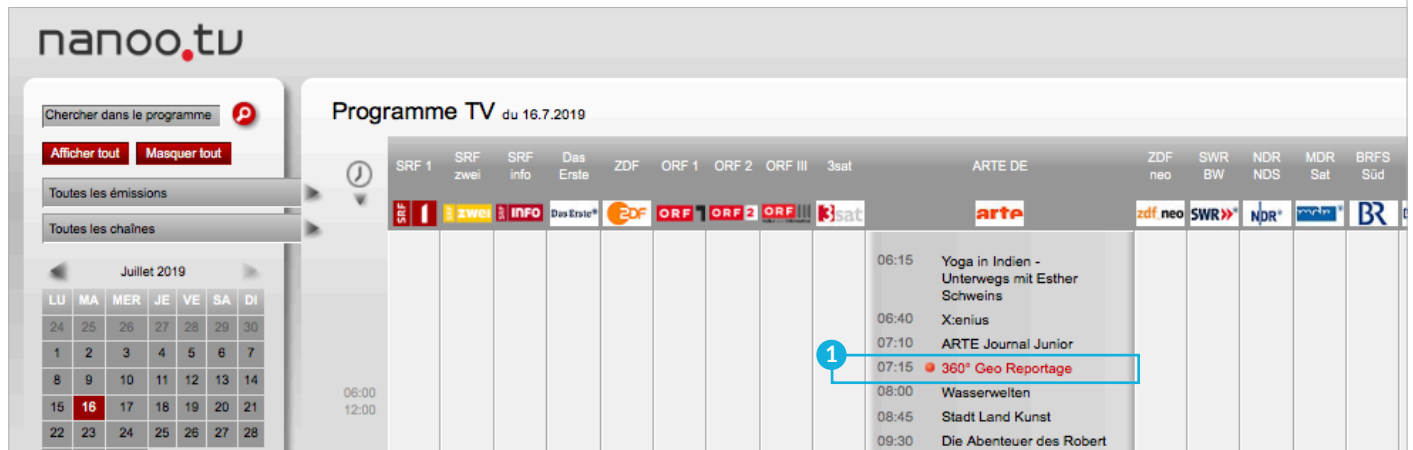 nanoo.tv
Chercher dans le programme
Afficher tout Masquer tout
Toutes les émissions
Toutes les chaînes
Juillet 2019
LU MA MER JE VE SA DI
24 25 26 27 28 29 30
1 2 3 4 5 6 7
8 9 10 11 12 13 14
15 16 17 18 19 20 21
22 23 24 25 26 27 28
Programme TV du 16.7.2019
SRF 1
SRF
zwei
SRF
info
Das
Erste
ZDF
ORF 1
ORF 2
ORF III
3sat
ARTE DE
ZDF
neo
SWR
BW
NDR
NDS
MDR
Sat
BRFS
Süd
SRF 1
SRF zwei
SRF INFO
Das Erste
ZDF
ORF 1
ORF 2
ORF III
3sat
arte
zdf_neo
SWR
NDR
mdr
BR
06:00
12:00
06:15 Yoga in Indien -
Unterwegs mit Esther
Schweins
06:40 X:enius
07:10 ARTE Journal Junior
1
07:15 360° Geo Reportage
08:00 Wasserwelten
08:45 Stadt Land Kunst
09:30 Die Abenteuer des Robert